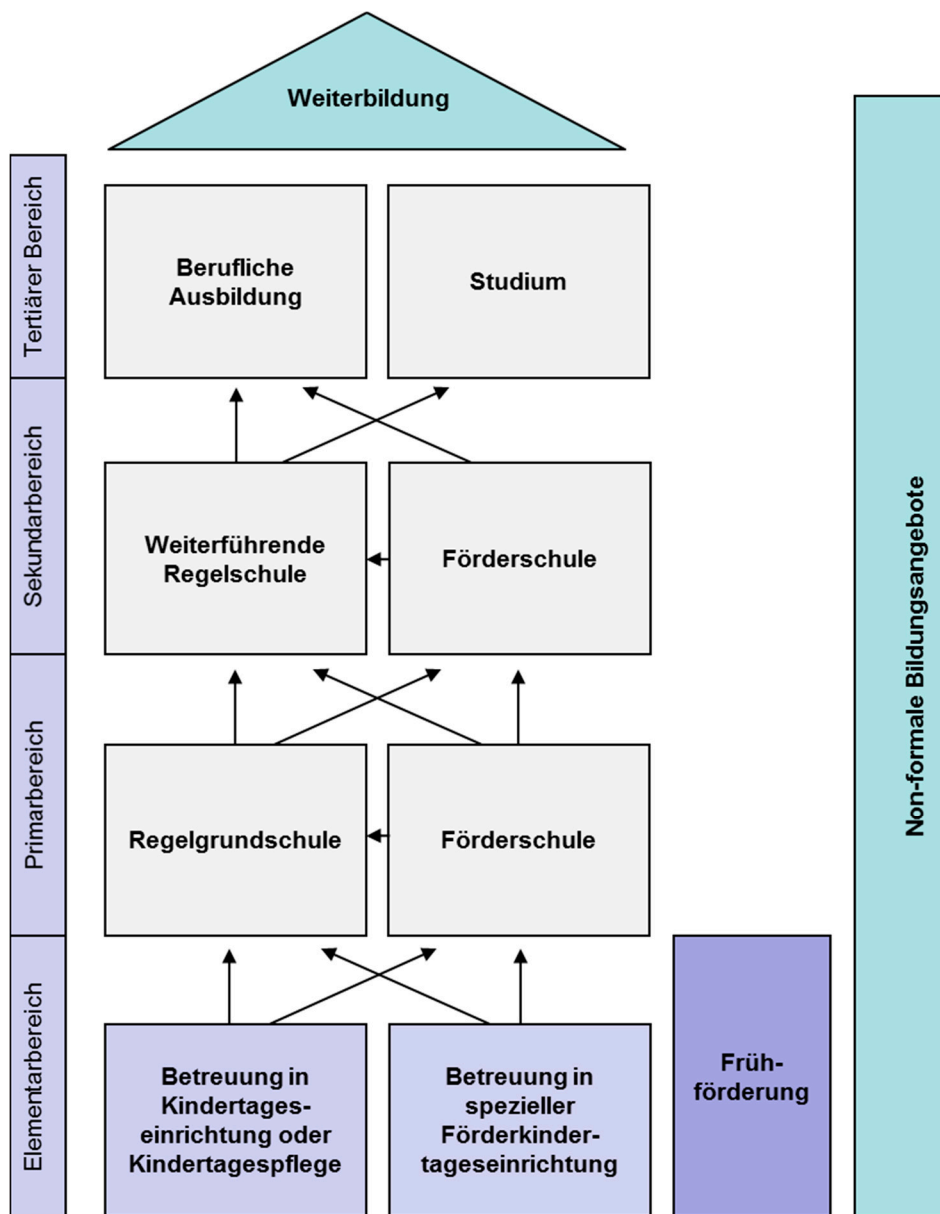 Weiterbildung
Tertiärer Bereich
Berufliche
Ausbildung
Studium
Sekundarbereich
Weiterführende
Regelschule
Förderschule
Primarbereich
Regelgrundschule
Förderschule
Elementarbereich
Betreuung in
Kindertages-
einrichtung oder
Kindertagespflege
Betreuung in
spezieller
Förderkinder-
tageseinrichtung
Früh-
förderung
Non-formale Bildungsangebote